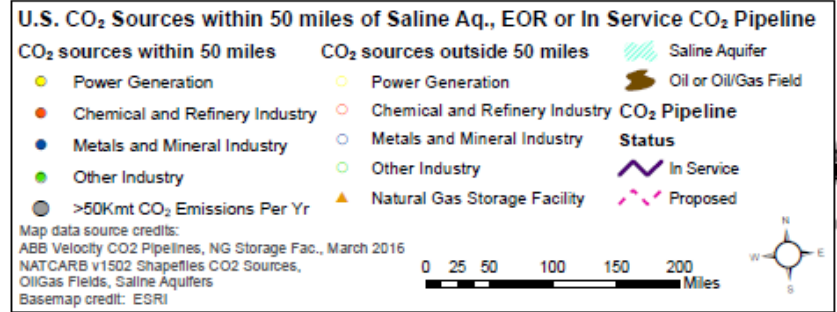 U.S. CO₂ Sources within 50 miles of Saline Aq., EOR or In Service CO₂ Pipeline
CO₂ sources within 50 miles
Power Generation
Chemical and Refinery Industry
Metals and Mineral Industry
Other Industry
>50Kmt CO₂ Emissions Per Yr
CO₂ sources outside 50 miles
Power Generation
Chemical and Refinery Industry
Metals and Mineral Industry
Other Industry
Natural Gas Storage Facility
Saline Aquifer
Oil or Oil/Gas Field
CO₂ Pipeline
Status
In Service
Proposed
Map data source credits:
ABB Velocity CO2 Pipelines, NG Storage Fac., March 2016
NATCARB v1502 Shapefiles CO2 Sources,
OilGas Fields, Saline Aquifers
Basemap credit: ESRI
0 25 50 100 150 200
Miles
N
W E
S